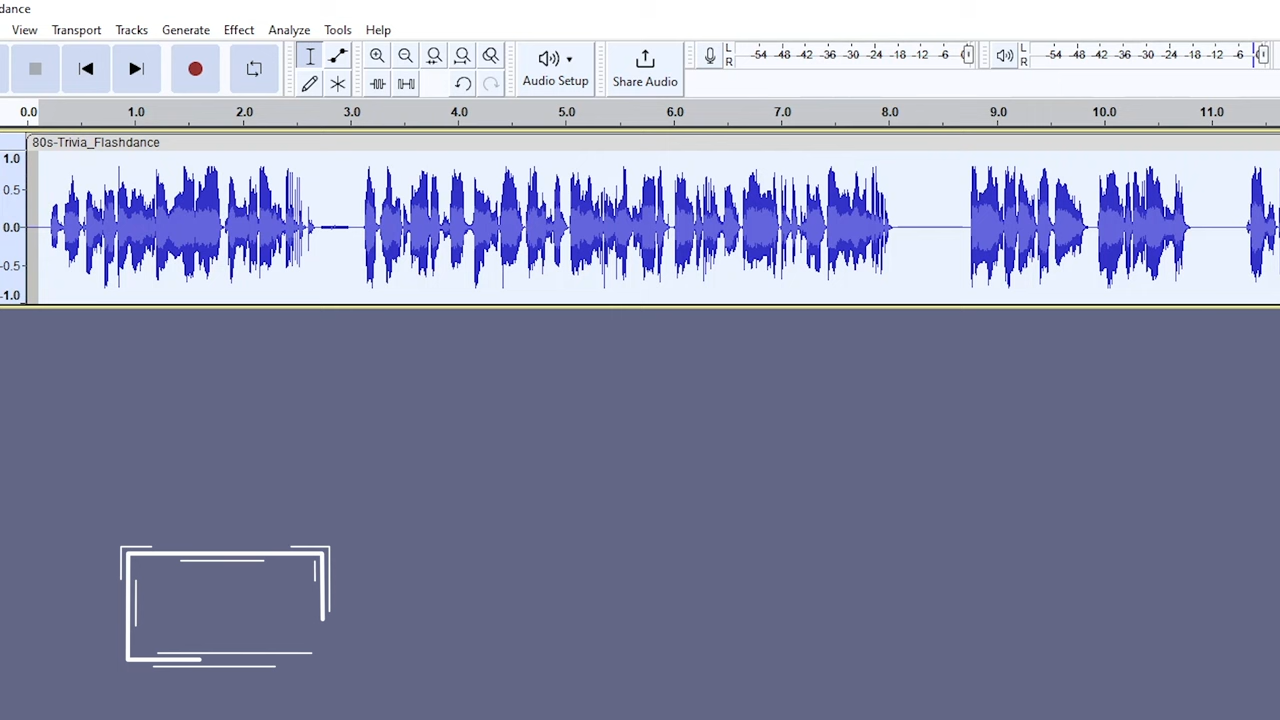 dance
View Transport Tracks Generate Effect Analyze Tools Help
Audio Setup
Share Audio
L
R
-54 -48 -42 -36 -30 -24 -18 -12 -6
L
R
-54 -48 -42 -36 -30 -24 -18 -12 -6
0.0 1.0 2.0 3.0 4.0 5.0 6.0 7.0 8.0 9.0 10.0 11.0
80s-Trivia_Flashdance
1.0
0.5
0.0
-0.5
-1.0